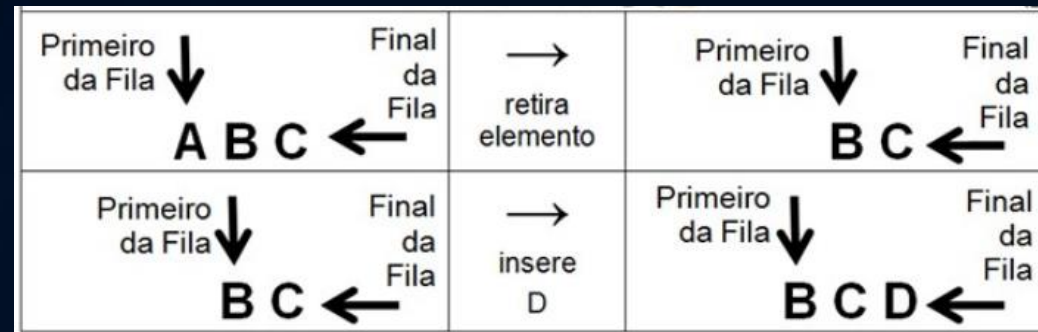 Primeiro
da Fila
Final
da
Fila
A B C
→
retira
elemento
Primeiro
da Fila
Final
da
Fila
B C
Primeiro
da Fila
Final
da
Fila
B C
→
insere
D
Primeiro
da Fila
Final
da
Fila
B C D